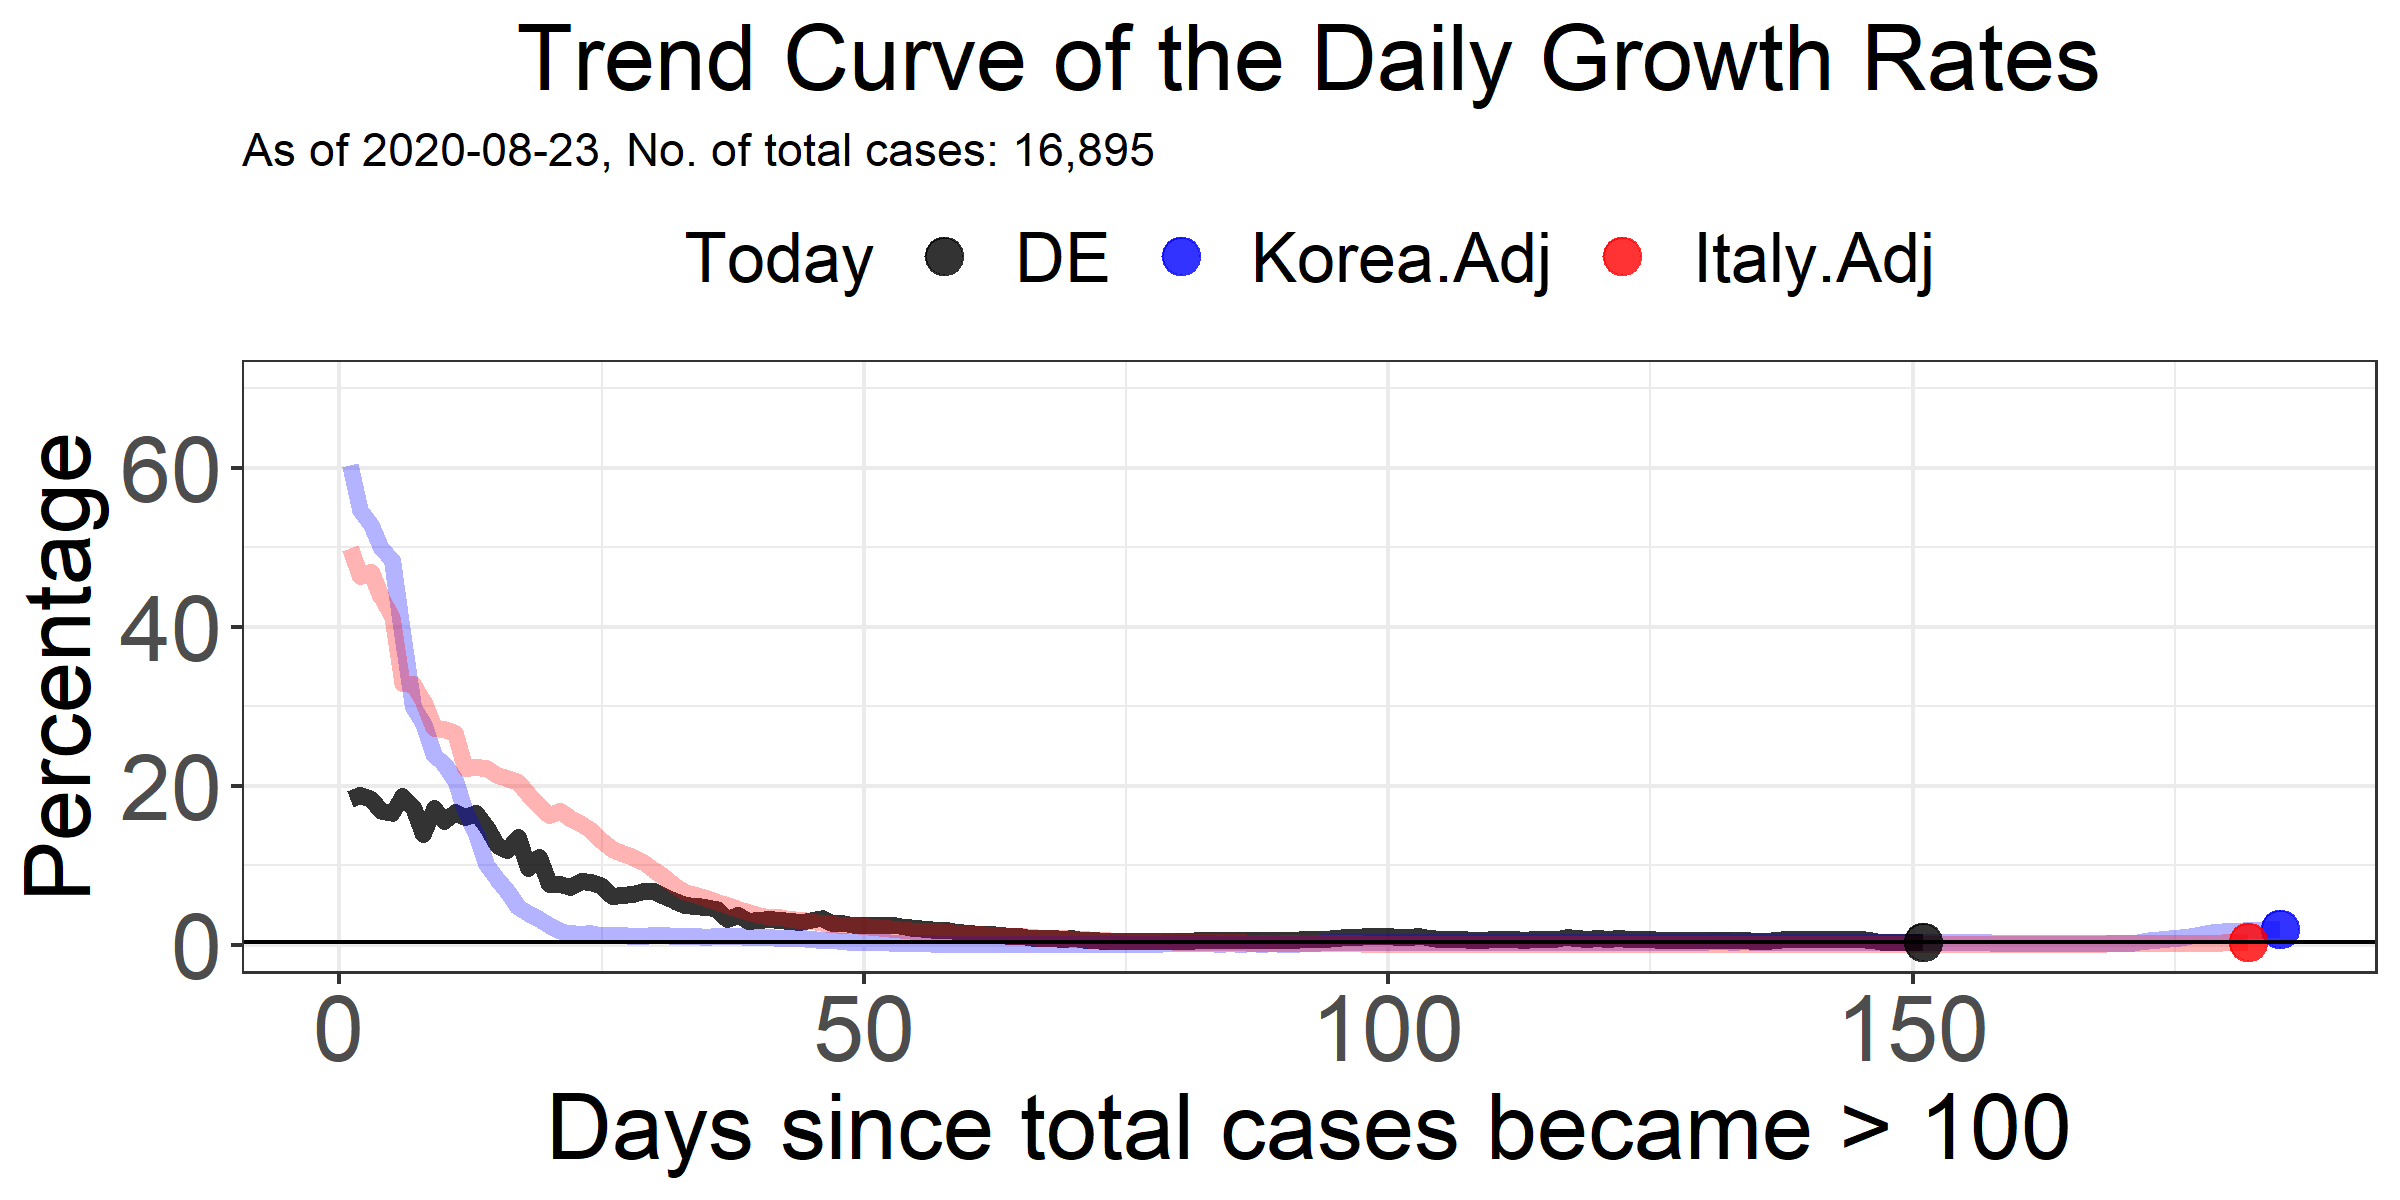 Trend Curve of the Daily Growth Rates
As of 2020-08-23, No. of total cases: 16,895
Today DE Korea.Adj Italy.Adj
Percentage
60
40
20
0
0 50 100 150
Days since total cases became > 100